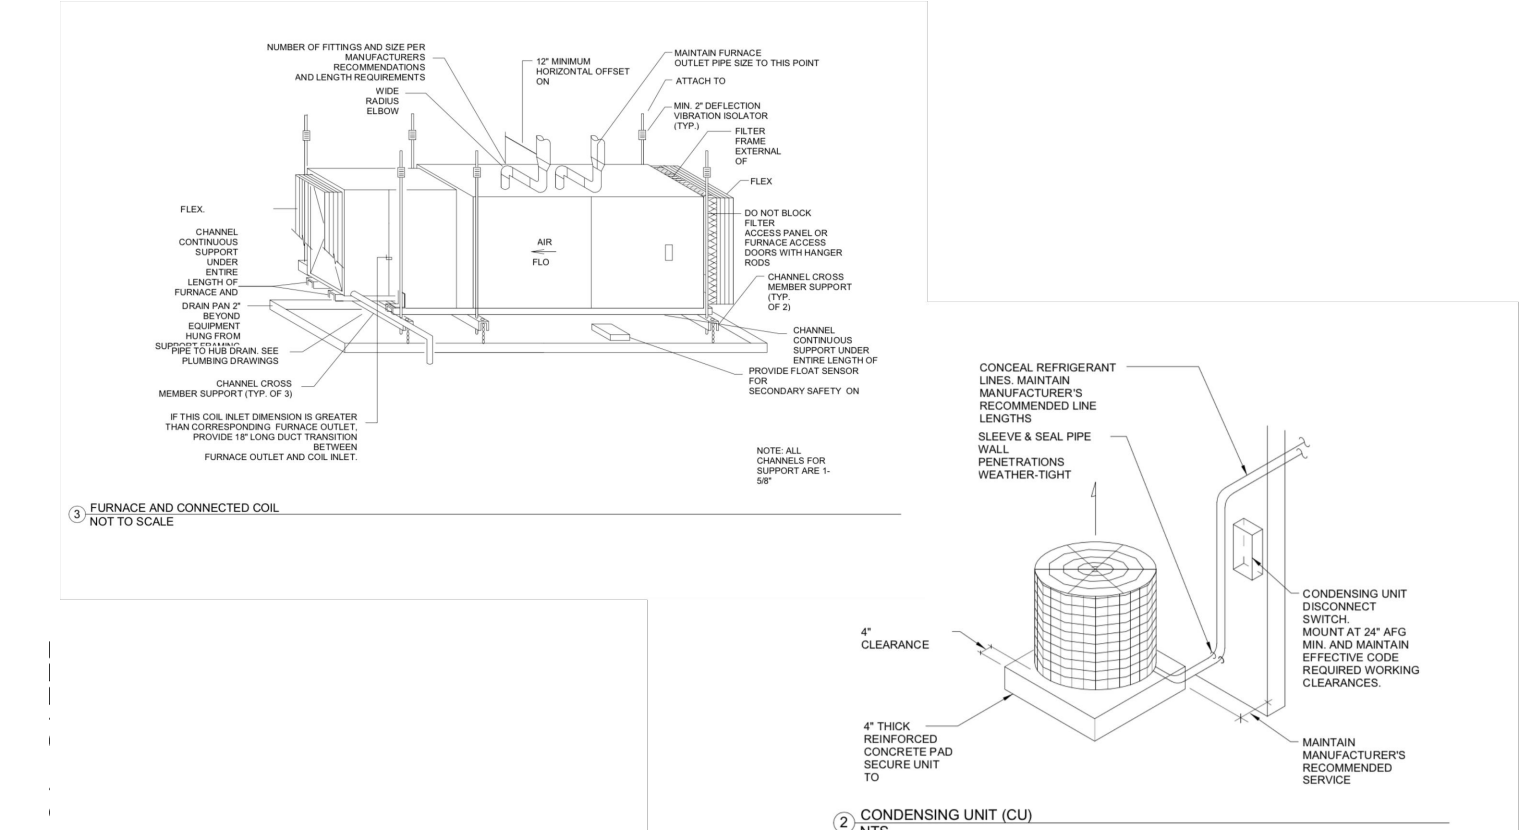 NUMBER OF FITTINGS AND SIZE PER
MANUFACTURERS
RECOMMENDATIONS
AND LENGTH REQUIREMENTS
WIDE
RADIUS
ELBOW
12" MINIMUM
HORIZONTAL OFFSET
ON
MAINTAIN FURNACE
OUTLET PIPE SIZE TO THIS POINT
ATTACH TO
MIN. 2" DEFLECTION
VIBRATION ISOLATOR
(TYP.)
FILTER
FRAME
EXTERNAL
OF
FLEX
DO NOT BLOCK
FILTER
ACCESS PANEL OR
FURNACE ACCESS
DOORS WITH HANGER
RODS
CHANNEL CROSS
MEMBER SUPPORT
(TYP.
OF 2)
CHANNEL
CONTINUOUS
SUPPORT UNDER
ENTIRE LENGTH OF
PROVIDE FLOAT SENSOR
FOR
SECONDARY SAFETY ON
AIR
FLO
FLEX.
CHANNEL
CONTINUOUS
SUPPORT
UNDER
ENTIRE
LENGTH OF
FURNACE AND
DRAIN PAN 2"
BEYOND
EQUIPMENT
HUNG FROM
SUPPORT FRAMING
PIPE TO HUB DRAIN. SEE
PLUMBING DRAWINGS
CHANNEL CROSS
MEMBER SUPPORT (TYP. OF 3)
IF THIS COIL INLET DIMENSION IS GREATER
THAN CORRESPONDING FURNACE OUTLET,
PROVIDE 18" LONG DUCT TRANSITION
BETWEEN
FURNACE OUTLET AND COIL INLET.
NOTE: ALL
CHANNELS FOR
SUPPORT ARE 1-
5/8"
3 FURNACE AND CONNECTED COIL
NOT TO SCALE
CONCEAL REFRIGERANT
LINES. MAINTAIN
MANUFACTURER'S
RECOMMENDED LINE
LENGTHS
SLEEVE & SEAL PIPE
WALL
PENETRATIONS
WEATHER-TIGHT
4"
CLEARANCE
4" THICK
REINFORCED
CONCRETE PAD
SECURE UNIT
TO
CONDENSING UNIT
DISCONNECT
SWITCH.
MOUNT AT 24" AFG
MIN. AND MAINTAIN
EFFECTIVE CODE
REQUIRED WORKING
CLEARANCES.
MAINTAIN
MANUFACTURER'S
RECOMMENDED
SERVICE
2 CONDENSING UNIT (CU)
NTS